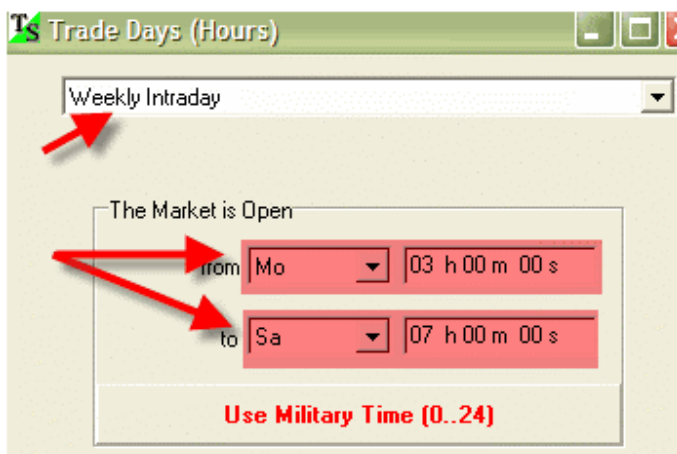 TS Trade Days (Hours)
Weekly Intraday
The Market is Open
from Mo 03 h 00 m 00 s
to Sa 07 h 00 m 00 s
Use Military Time (0..24)